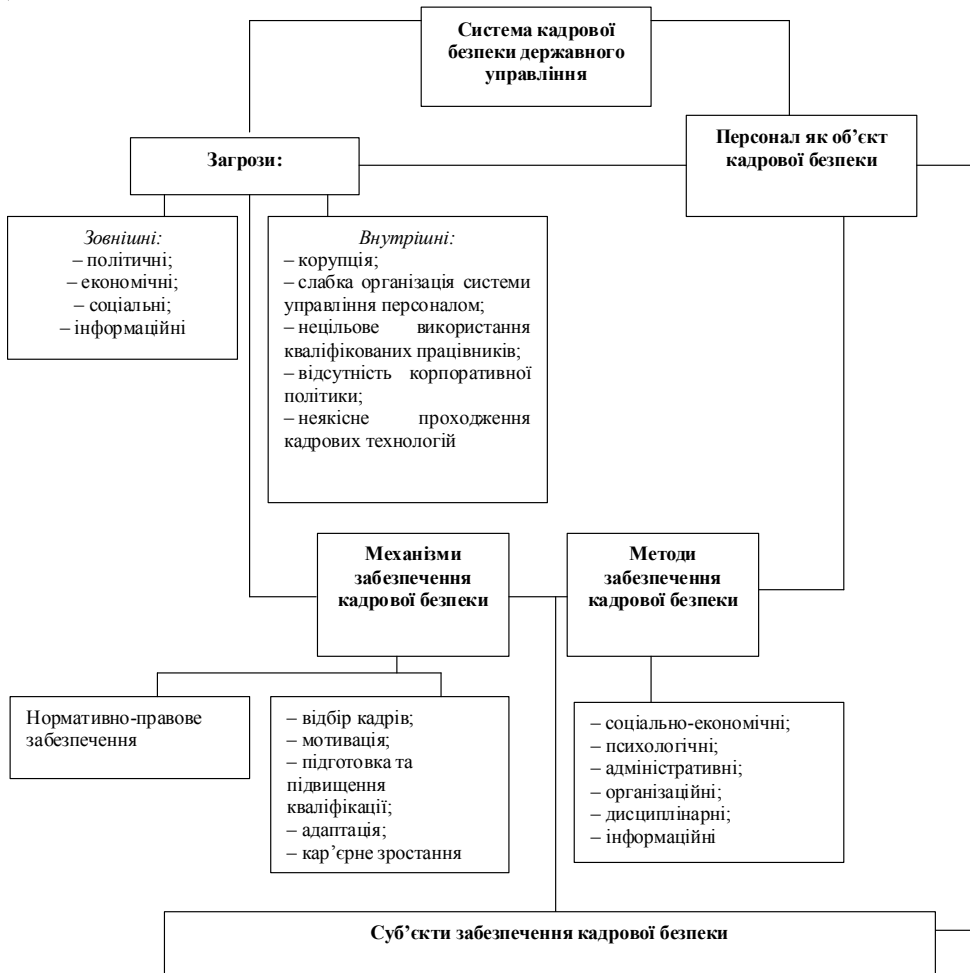 Система кадрової
безпеки державного
управління
Загрози:
Персонал як об’єкт
кадрової безпеки
Зовнішні:
– політичні;
– економічні;
– соціальні;
– інформаційні
Внутрішні:
– корупція;
– слабка організація системи
управління персоналом;
– нецільове використання
кваліфікованих працівників;
– відсутність корпоративної
політики;
– неякісне проходження
кадрових технологій
Механізми
забезпечення
кадрової безпеки
Методи
забезпечення
кадрової безпеки
Нормативно-правове
забезпечення
– відбір кадрів;
– мотивація;
– підготовка та
підвищення
кваліфікації;
– адаптація;
– кар’єрне зростання
– соціально-економічні;
– психологічні;
– адміністративні;
– організаційні;
– дисциплінарні;
– інформаційні
Суб’єкти забезпечення кадрової безпеки